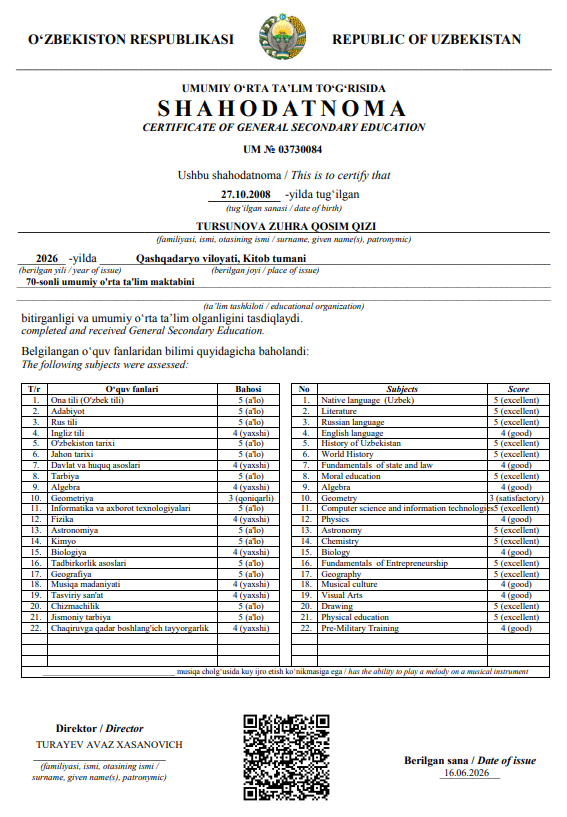 O‘ZBEKISTON RESPUBLIKASI REPUBLIC OF UZBEKISTAN
UMUMIY O‘RTA TA’LIM TO‘G‘RISIDA
SHAHODATNOMA
CERTIFICATE OF GENERAL SECONDARY EDUCATION
UM № 03730084
Ushbu shahodatnoma / This is to certify that
27.10.2008 -yilda tug‘ilgan
(tug‘ilgan sanasi / date of birth)
TURSUNOVA ZUHRA QOSIM QIZI
(familiyasi, ismi, otasining ismi / surname, given name(s), patronymic)
2026 -yilda Qashqadaryo viloyati, Kitob tumani
(berilgan yili / year of issue) (berilgan joyi / place of issue)
70-sonli umumiy o'rta ta'lim maktabini
(ta’lim tashkiloti / educational organization)
bitirganligi va umumiy o‘rta ta’lim olganligini tasdiqlaydi.
completed and received General Secondary Education.
Belgilangan o‘quv fanlaridan bilimi quyidagicha baholandi:
The following subjects were assessed:
T/r O‘quv fanlari Bahosi No Subjects Score
1. Ona tili (O'zbek tili) 5 (a'lo) 1. Native language (Uzbek) 5 (excellent)
2. Adabiyot 5 (a'lo) 2. Literature 5 (excellent)
3. Rus tili 5 (a'lo) 3. Russian language 5 (excellent)
4. Ingliz tili 4 (yaxshi) 4. English language 4 (good)
5. O'zbekiston tarixi 5 (a'lo) 5. History of Uzbekistan 5 (excellent)
6. Jahon tarixi 5 (a'lo) 6. World History 5 (excellent)
7. Davlat va huquq asoslari 4 (yaxshi) 7. Fundamentals of state and law 4 (good)
8. Tarbiya 5 (a'lo) 8. Moral education 5 (excellent)
9. Algebra 4 (yaxshi) 9. Algebra 4 (good)
10. Geometriya 3 (qoniqarli) 10. Geometry 3 (satisfactory)
11. Informatika va axborot texnologiyalari 5 (a'lo) 11. Computer science and information technologies 5 (excellent)
12. Fizika 4 (yaxshi) 12. Physics 4 (good)
13. Astronomiya 5 (a'lo) 13. Astronomy 5 (excellent)
14. Kimyo 5 (a'lo) 14. Chemistry 5 (excellent)
15. Biologiya 4 (yaxshi) 15. Biology 4 (good)
16. Tadbirkorlik asoslari 5 (a'lo) 16. Fundamentals of Entrepreneurship 5 (excellent)
17. Geografiya 5 (a'lo) 17. Geography 5 (excellent)
18. Musiqa madaniyati 4 (yaxshi) 18. Musical culture 4 (good)
19. Tasviriy san'at 4 (yaxshi) 19. Visual Arts 4 (good)
20. Chizmachilik 5 (a'lo) 20. Drawing 5 (excellent)
21. Jismoniy tarbiya 5 (a'lo) 21. Physical education 5 (excellent)
22. Chaqiruvga qadar boshlang'ich tayyorgarlik 4 (yaxshi) 22. Pre-Military Training 4 (good)
musiqa cholg‘usida kuy ijro etish ko‘nikmasiga ega / has the ability to play a melody on a musical instrument
Direktor / Director
TURAYEV AVAZ XASANOVICH
(familiyasi, ismi, otasining ismi /
surname, given name(s), patronymic)
Berilgan sana / Date of issue
16.06.2026